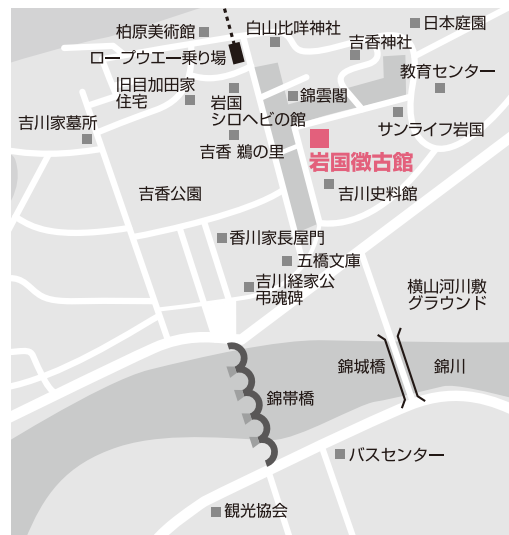 柏原美術館
白山比咩神社
日本庭園
吉香神社
ロープウエー乗り場
教育センター
旧目加田家
住宅
岩国
シロヘビの館
錦雲閣
吉川家墓所
サンライフ岩国
吉香 鵜の里
岩国徴古館
吉香公園
吉川史料館
香川家長屋門
五橋文庫
吉川経家公
弔魂碑
横山河川敷
グラウンド
錦城橋
錦川
錦帯橋
バスセンター
観光協会